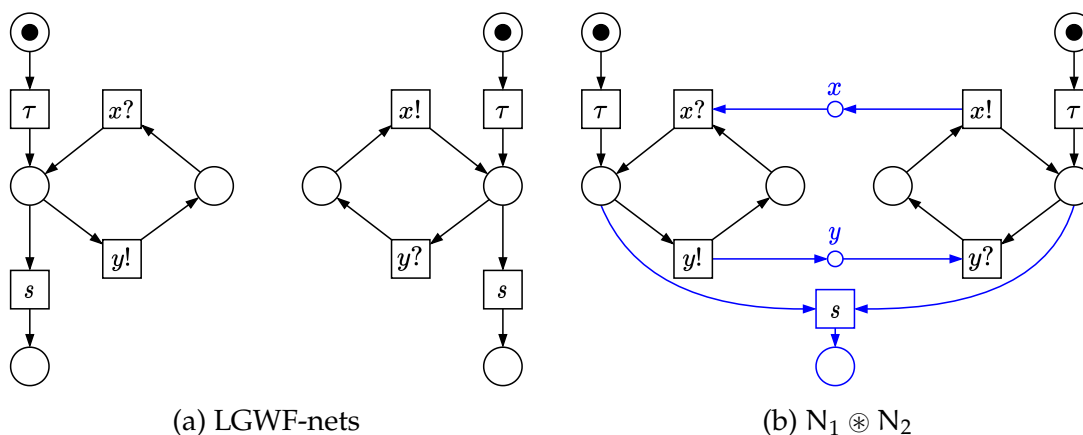 x
τ x? x! τ τ x? x! τ
y
y! y? y! y?
s s s
(a) LGWF-nets (b) N₁ ⊛ N₂